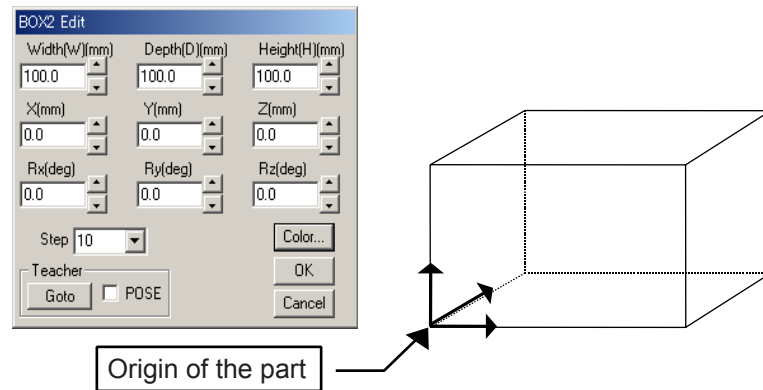 BOX2 Edit
Width(W)(mm) Depth(D)(mm) Height(H)(mm)
100.0 100.0 100.0
X(mm) Y(mm) Z(mm)
0.0 0.0 0.0
Rx(deg) Ry(deg) Rz(deg)
0.0 0.0 0.0
Step 10 Color...
Teacher OK
Goto POSE Cancel
Origin of the part